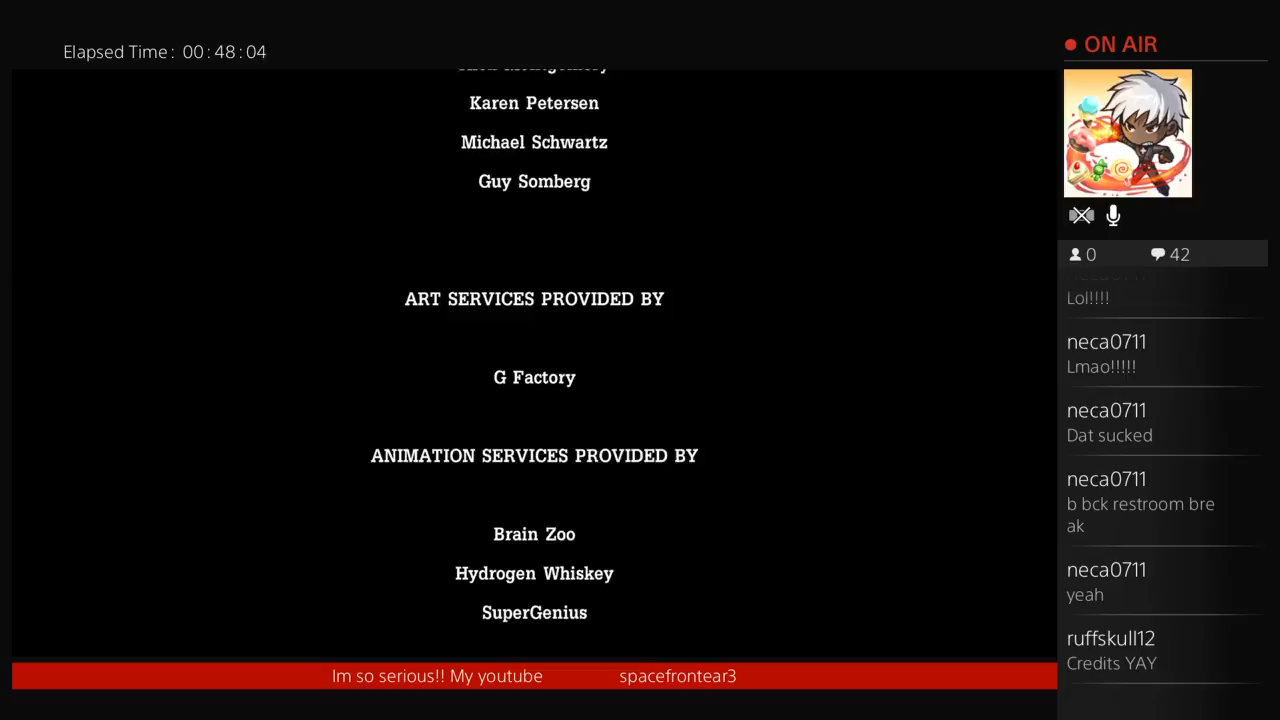 Elapsed Time: 00:48:04
ON AIR
Karen Petersen
Michael Schwartz
Guy Somberg
ART SERVICES PROVIDED BY
G Factory
ANIMATION SERVICES PROVIDED BY
Brain Zoo
Hydrogen Whiskey
SuperGenius
Im so serious!! My youtube spacefrontear3
0 42
Lol!!!!
neca0711
Lmao!!!!!
neca0711
Dat sucked
neca0711
b bck restroom bre
ak
neca0711
yeah
ruffskull12
Credits YAY